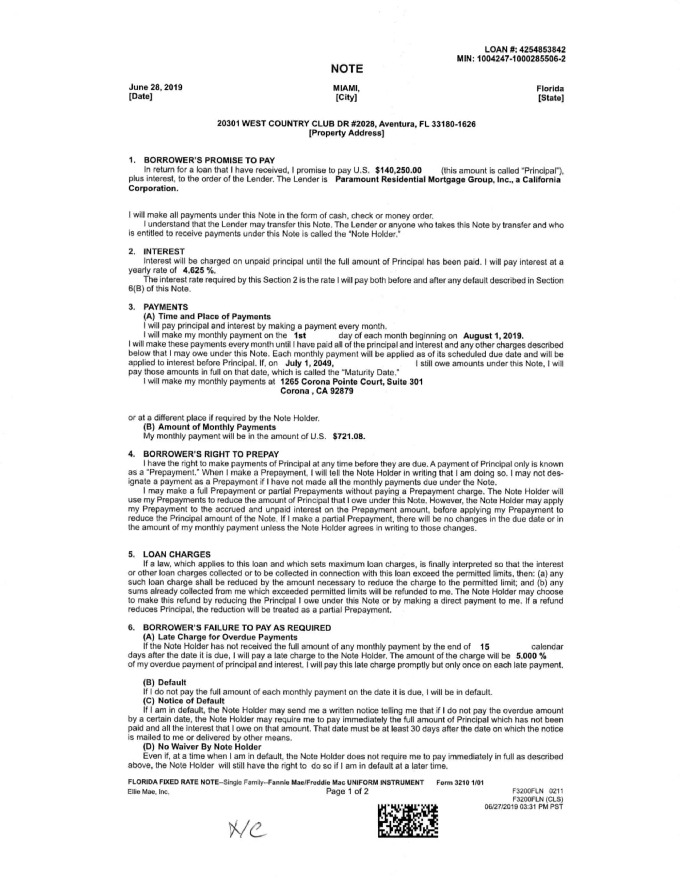 LOAN #: 4254853842
MIN: 1004247-1000285506-2
NOTE
June 28, 2019 MIAMI, Florida
[Date] [City] [State]
20301 WEST COUNTRY CLUB DR #2028, Aventura, FL 33180-1626
[Property Address]
1. BORROWER'S PROMISE TO PAY
In return for a loan that I have received, I promise to pay U.S. $140,250.00 (this amount is called "Principal"),
plus interest, to the order of the Lender. The Lender is Paramount Residential Mortgage Group, Inc., a California
Corporation.
I will make all payments under this Note in the form of cash, check or money order.
I understand that the Lender may transfer this Note. The Lender or anyone who takes this Note by transfer and who
is entitled to receive payments under this Note is called the "Note Holder."
2. INTEREST
Interest will be charged on unpaid principal until the full amount of Principal has been paid. I will pay interest at a
yearly rate of 4.625 %.
The interest rate required by this Section 2 is the rate I will pay both before and after any default described in Section
6(B) of this Note.
3. PAYMENTS
(A) Time and Place of Payments
I will pay principal and interest by making a payment every month.
I will make my monthly payment on the 1st day of each month beginning on August 1, 2019.
I will make these payments every month until I have paid all of the principal and interest and any other charges described
below that I may owe under this Note. Each monthly payment will be applied as of its scheduled due date and will be
applied to interest before Principal. If, on July 1, 2049, I still owe amounts under this Note, I will
pay those amounts in full on that date, which is called the "Maturity Date."
I will make my monthly payments at 1265 Corona Pointe Court, Suite 301
Corona , CA 92879
or at a different place if required by the Note Holder.
(B) Amount of Monthly Payments
My monthly payment will be in the amount of U.S. $721.08.
4. BORROWER'S RIGHT TO PREPAY
I have the right to make payments of Principal at any time before they are due. A payment of Principal only is known
as a "Prepayment." When I make a Prepayment, I will tell the Note Holder in writing that I am doing so. I may not des-
ignate a payment as a Prepayment if I have not made all the monthly payments due under the Note.
I may make a full Prepayment or partial Prepayments without paying a Prepayment charge. The Note Holder will
use my Prepayments to reduce the amount of Principal that I owe under this Note. However, the Note Holder may apply
my Prepayment to the accrued and unpaid interest on the Prepayment amount, before applying my Prepayment to
reduce the Principal amount of the Note. If I make a partial Prepayment, there will be no changes in the due date or in
the amount of my monthly payment unless the Note Holder agrees in writing to those changes.
5. LOAN CHARGES
If a law, which applies to this loan and which sets maximum loan charges, is finally interpreted so that the interest
or other loan charges collected or to be collected in connection with this loan exceed the permitted limits, then: (a) any
such loan charge shall be reduced by the amount necessary to reduce the charge to the permitted limit; and (b) any
sums already collected from me which exceeded permitted limits will be refunded to me. The Note Holder may choose
to make this refund by reducing the Principal I owe under this Note or by making a direct payment to me. If a refund
reduces Principal, the reduction will be treated as a partial Prepayment.
6. BORROWER'S FAILURE TO PAY AS REQUIRED
(A) Late Charge for Overdue Payments
If the Note Holder has not received the full amount of any monthly payment by the end of 15 calendar
days after the date it is due, I will pay a late charge to the Note Holder. The amount of the charge will be 5.000 %
of my overdue payment of principal and interest. I will pay this late charge promptly but only once on each late payment.
(B) Default
If I do not pay the full amount of each monthly payment on the date it is due, I will be in default.
(C) Notice of Default
If I am in default, the Note Holder may send me a written notice telling me that if I do not pay the overdue amount
by a certain date, the Note Holder may require me to pay immediately the full amount of Principal which has not been
paid and all the interest that I owe on that amount. That date must be at least 30 days after the date on which the notice
is mailed to me or delivered by other means.
(D) No Waiver By Note Holder
Even if, at a time when I am in default, the Note Holder does not require me to pay immediately in full as described
above, the Note Holder will still have the right to do so if I am in default at a later time.
FLORIDA FIXED RATE NOTE--Single Family--Fannie Mae/Freddie Mac UNIFORM INSTRUMENT Form 3210 1/01
Ellie Mae, Inc. Page 1 of 2 F3200FLN 0211
F3200FLN (CLS)
06/27/2019 03:31 PM PST